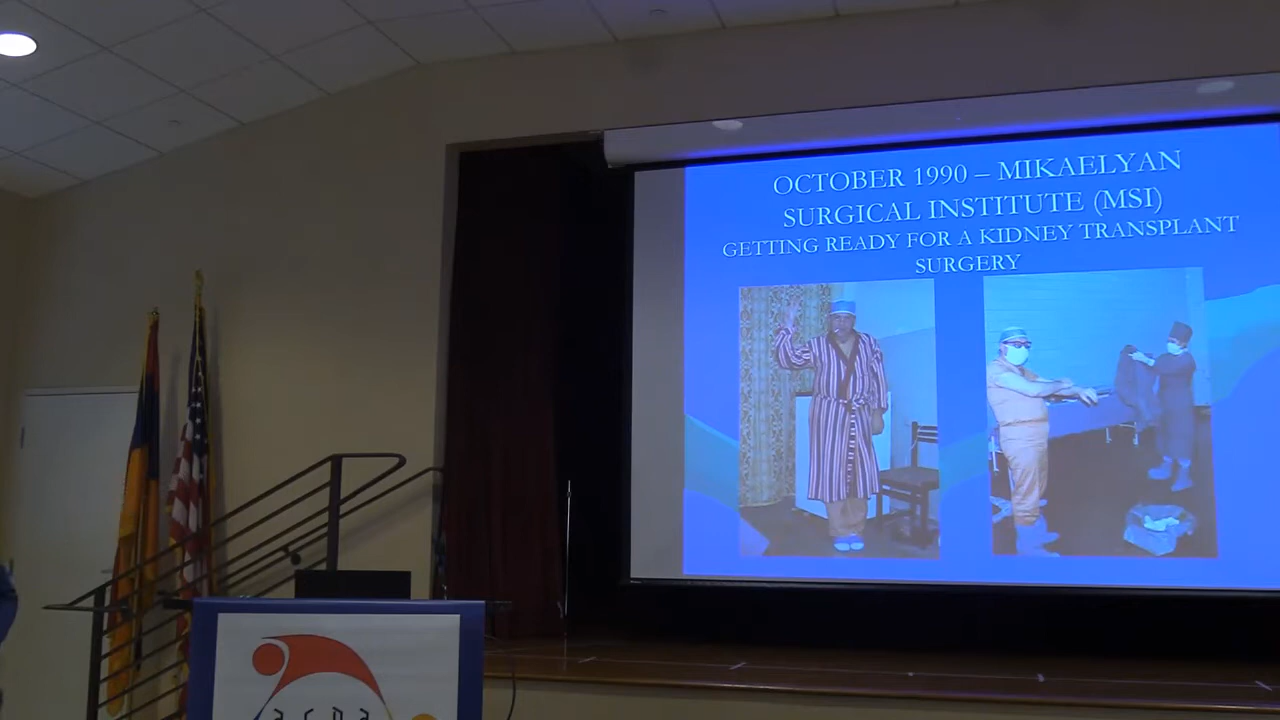 OCTOBER 1990 – MIKAELYAN
SURGICAL INSTITUTE (MSI)
GETTING READY FOR A KIDNEY TRANSPLANT
SURGERY